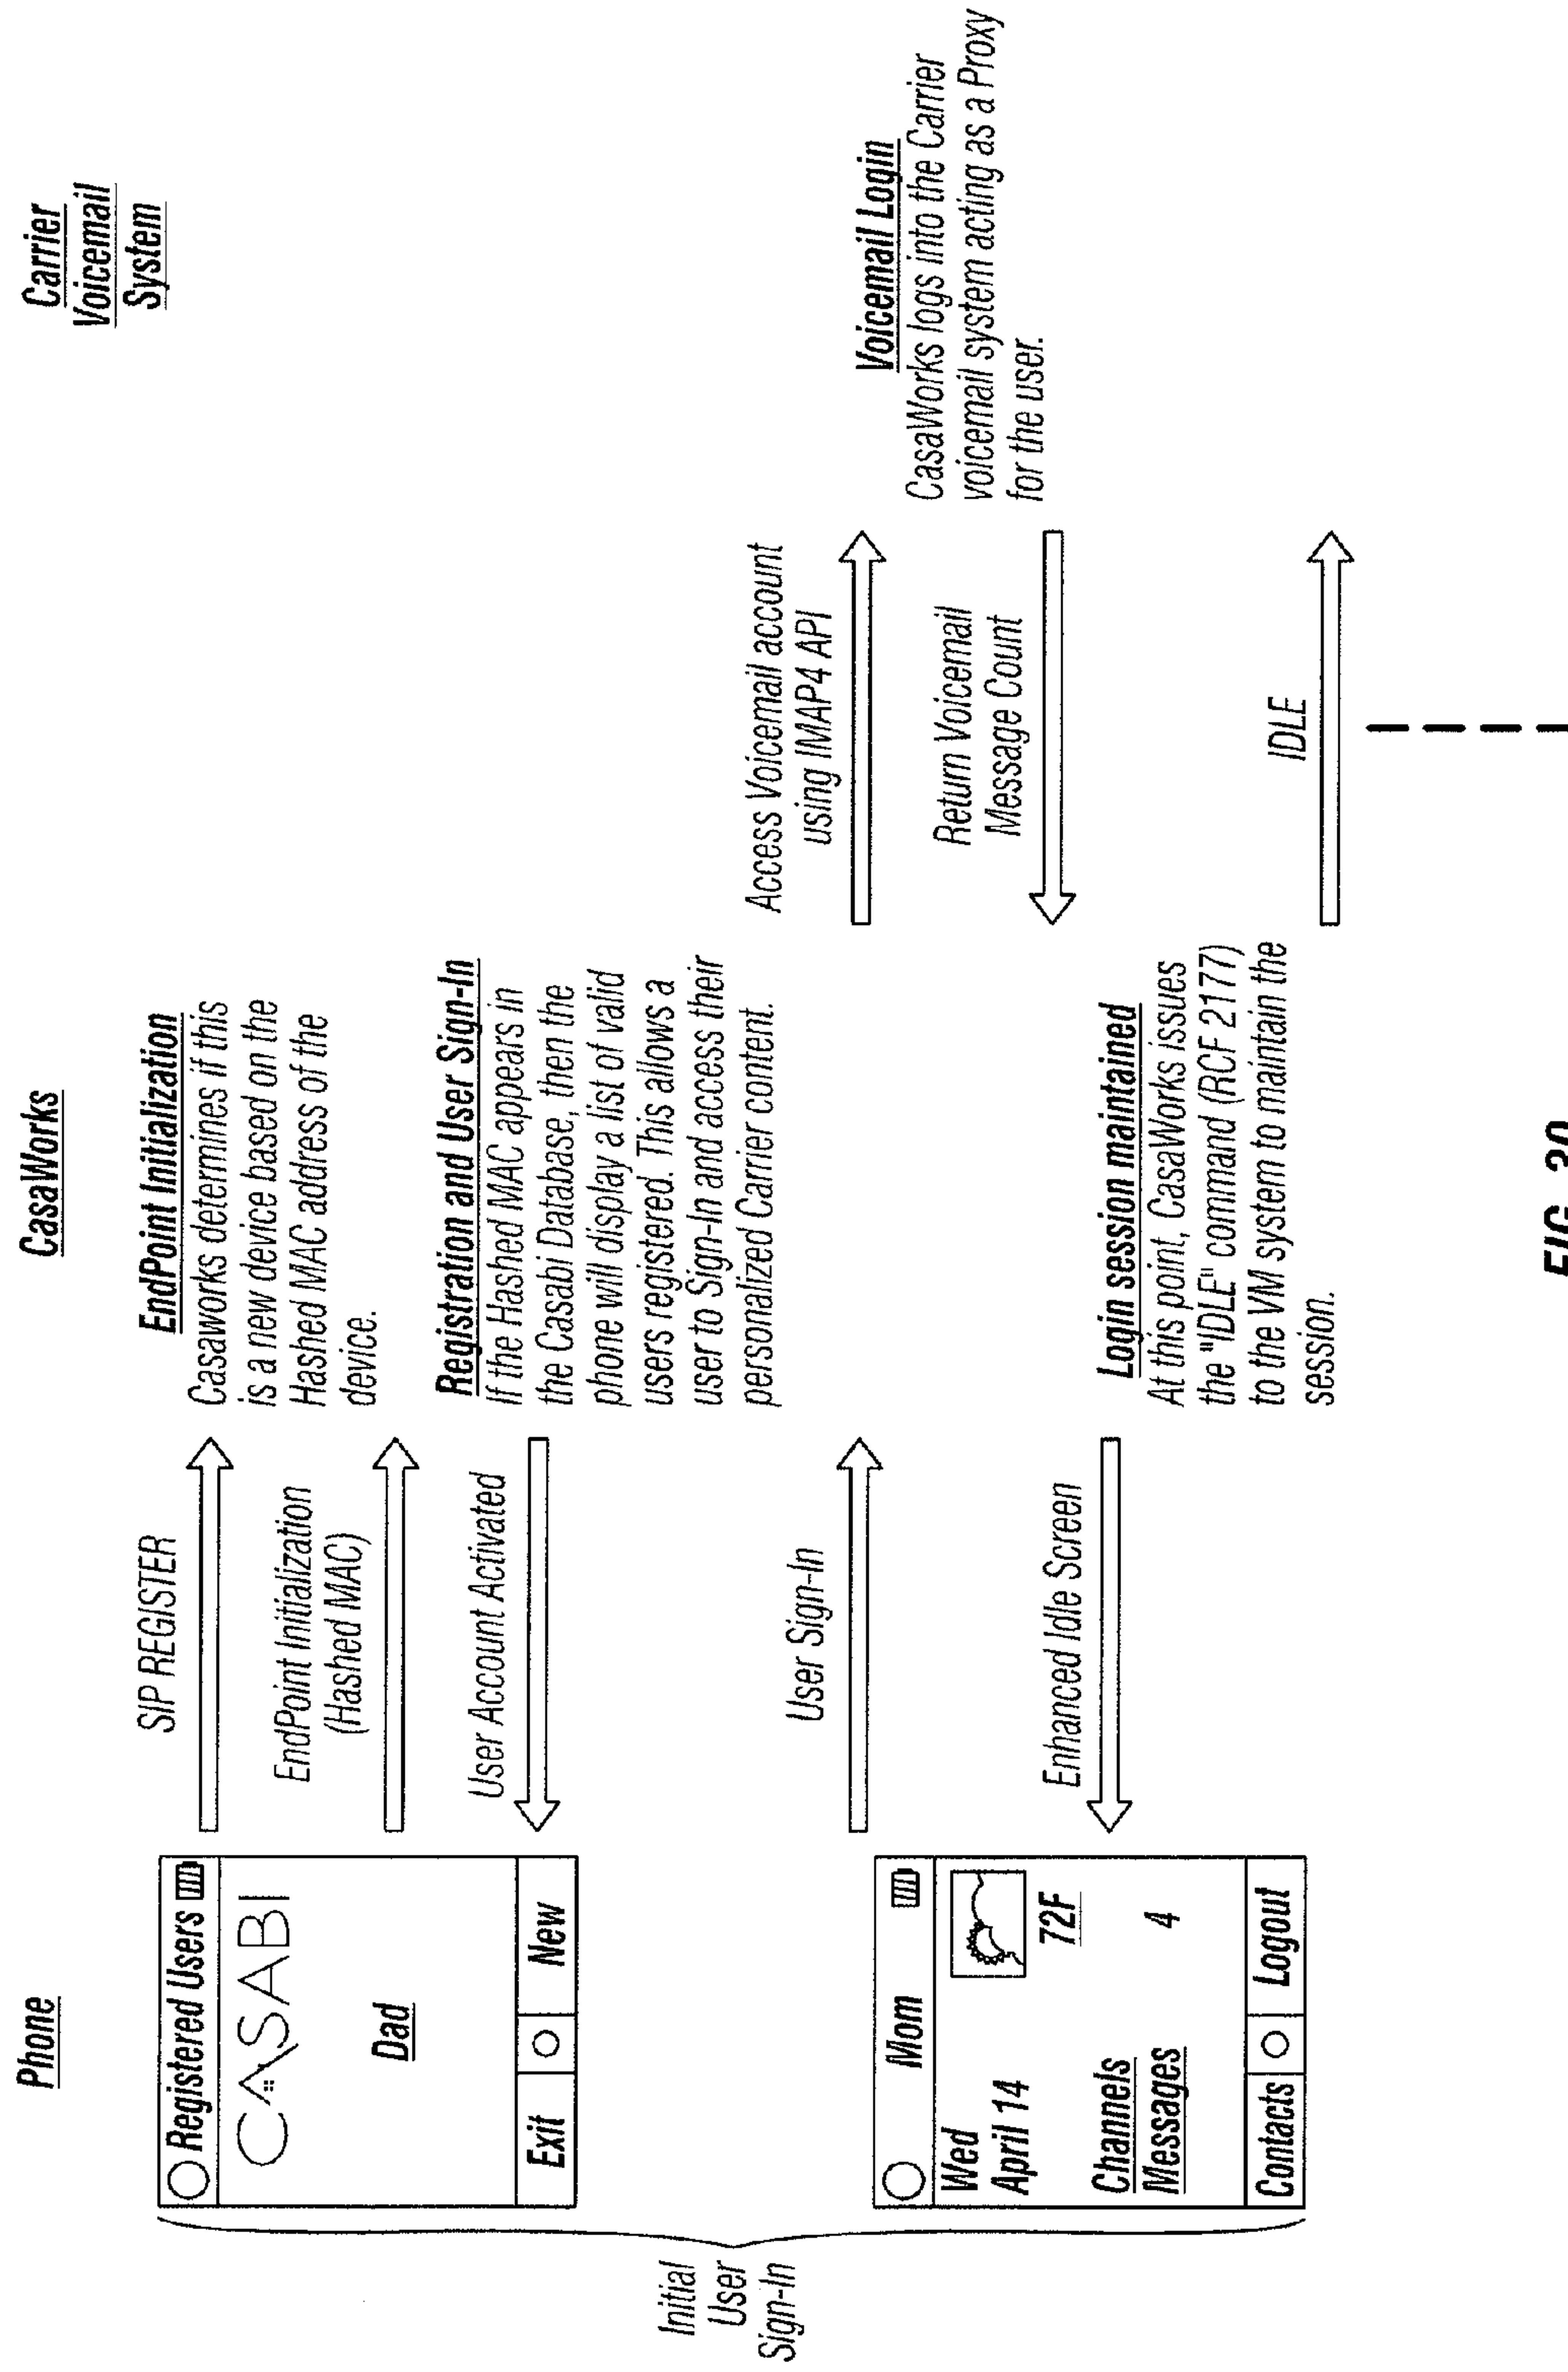 Phone
CasaWorks
Carrier
Voicemail
System
Initial
User
Sign-In
Registered Users
CASABI
Dad
Exit
New
SIP REGISTER
EndPoint Initialization
(Hashed MAC)
User Account Activated
EndPoint Initialization
Casaworks determines if this
is a new device based on the
Hashed MAC address of the
device.
Registration and User Sign-In
If the Hashed MAC appears in
the Casabi Database, then the
phone will display a list of valid
users registered. This allows a
user to Sign-In and access their
personalized Carrier content.
User Sign-In
Access Voicemail account
using IMAP4 API
Voicemail Login
CasaWorks logs into the Carrier
voicemail system acting as a Proxy
for the user.
Return Voicemail
Message Count
Mom
Wed
April 14
72F
Channels
Messages 4
Contacts
Logout
Enhanced Idle Screen
Login session maintained
At this point, CasaWorks issues
the "IDLE" command (RCF 2177)
to the VM system to maintain the
session.
IDLE
FIG.